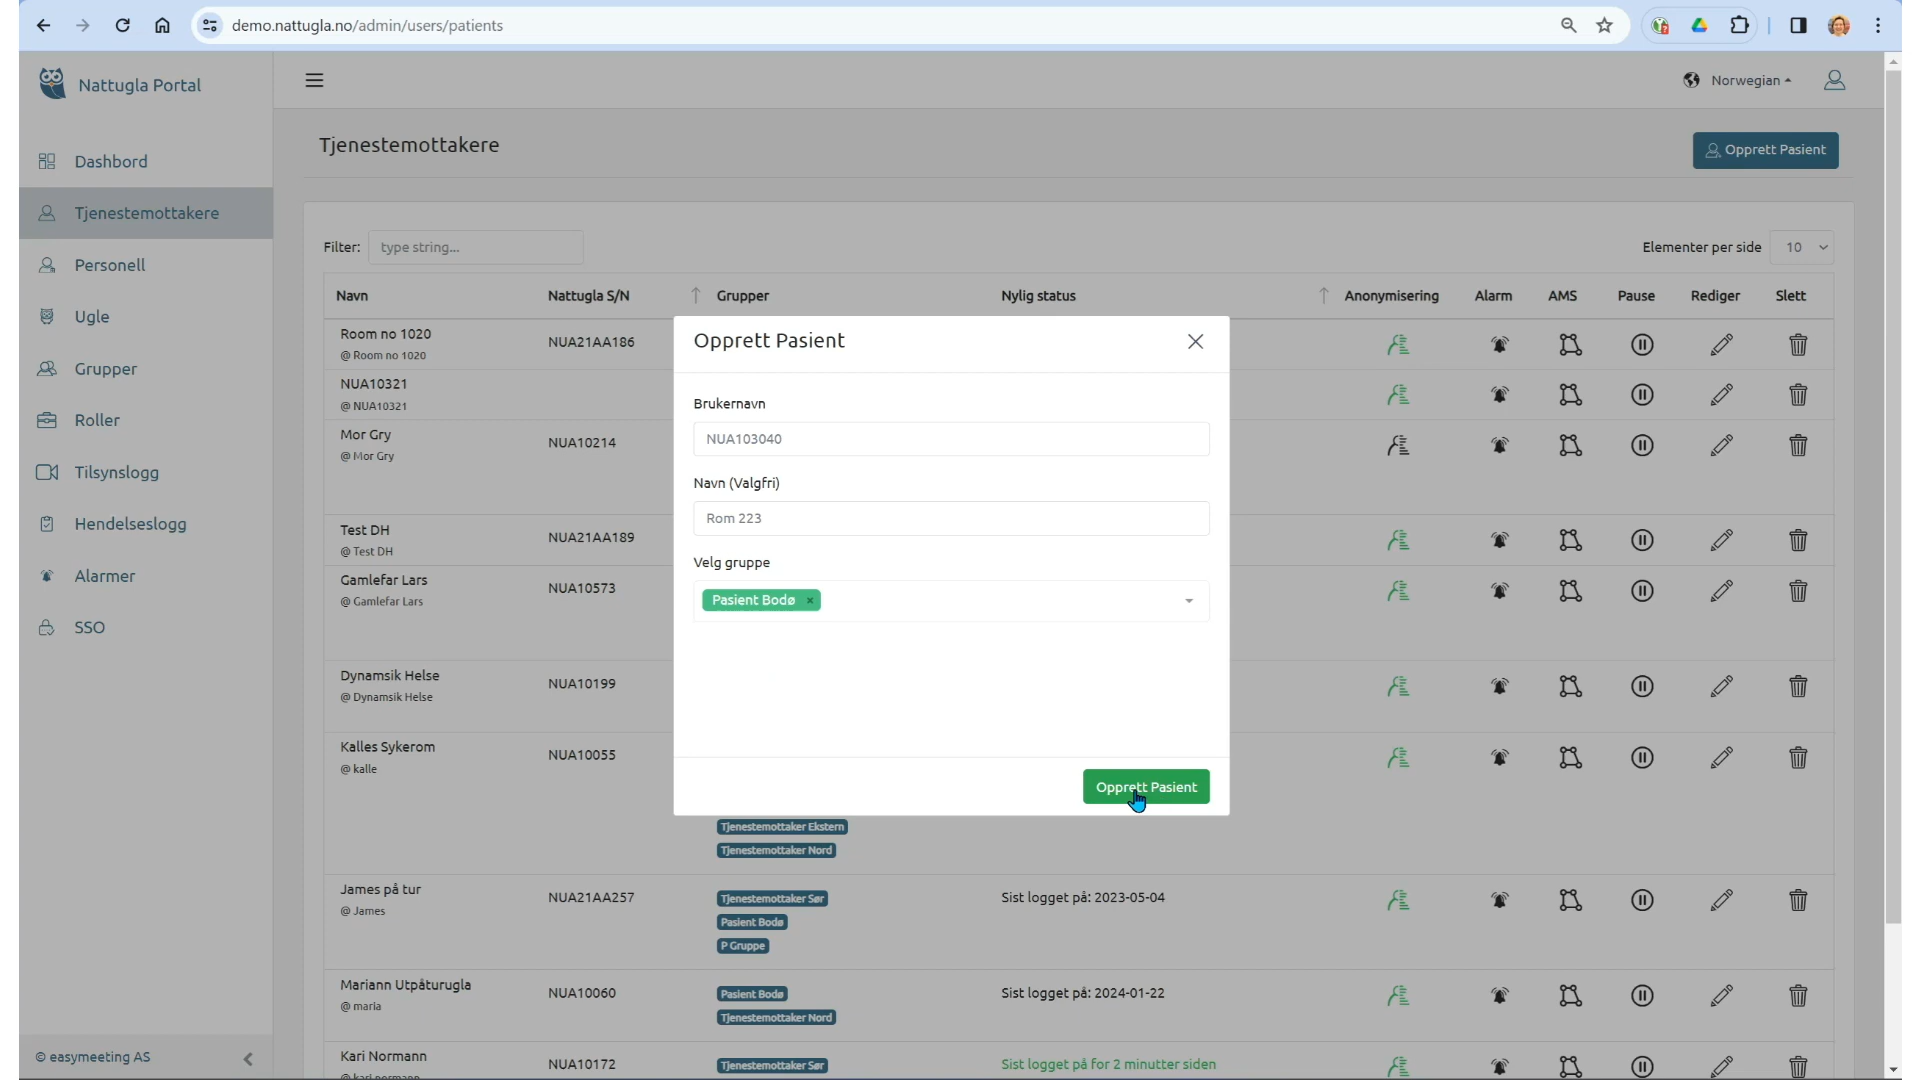 demo.nattugla.no/admin/users/patients
Nattugla Portal
Norwegian
Dashbord
Tjenestemottakere
Personell
Ugle
Grupper
Roller
Tilsynslogg
Hendelseslogg
Alarmer
SSO
© easymeeting AS
Tjenestemottakere
Opprett Pasient
Filter: type string...
Elementer per side 10
Navn Nattugla S/N Grupper Nylig status Anonymisering Alarm AMS Pause Rediger Slett
Room no 1020 NUA21AA186
@ Room no 1020
NUA10321
@ NUA10321
Mor Gry NUA10214
@ Mor Gry
Test DH NUA21AA189
@ Test DH
Gamlefar Lars NUA10573
@ Gamlefar Lars
Dynamsik Helse NUA10199
@ Dynamsik Helse
Kalles Sykerom NUA10055
@ kalle
Tjenestemottaker Ekstern
Tjenestemottaker Nord
James på tur NUA21AA257 Tjenestemottaker Sør Sist logget på: 2023-05-04
@ James
Pasient Bodø
P Gruppe
Mariann Utpåturugla NUA10060 Pasient Bodø Sist logget på: 2024-01-22
@ maria
Tjenestemottaker Nord
Kari Normann NUA10172 Tjenestemottaker Sør Sist logget på for 2 minutter siden
@ kari normann
Opprett Pasient
Brukernavn
NUA103040
Navn (Valgfri)
Rom 223
Velg gruppe
Pasient Bodø ×
Opprett Pasient